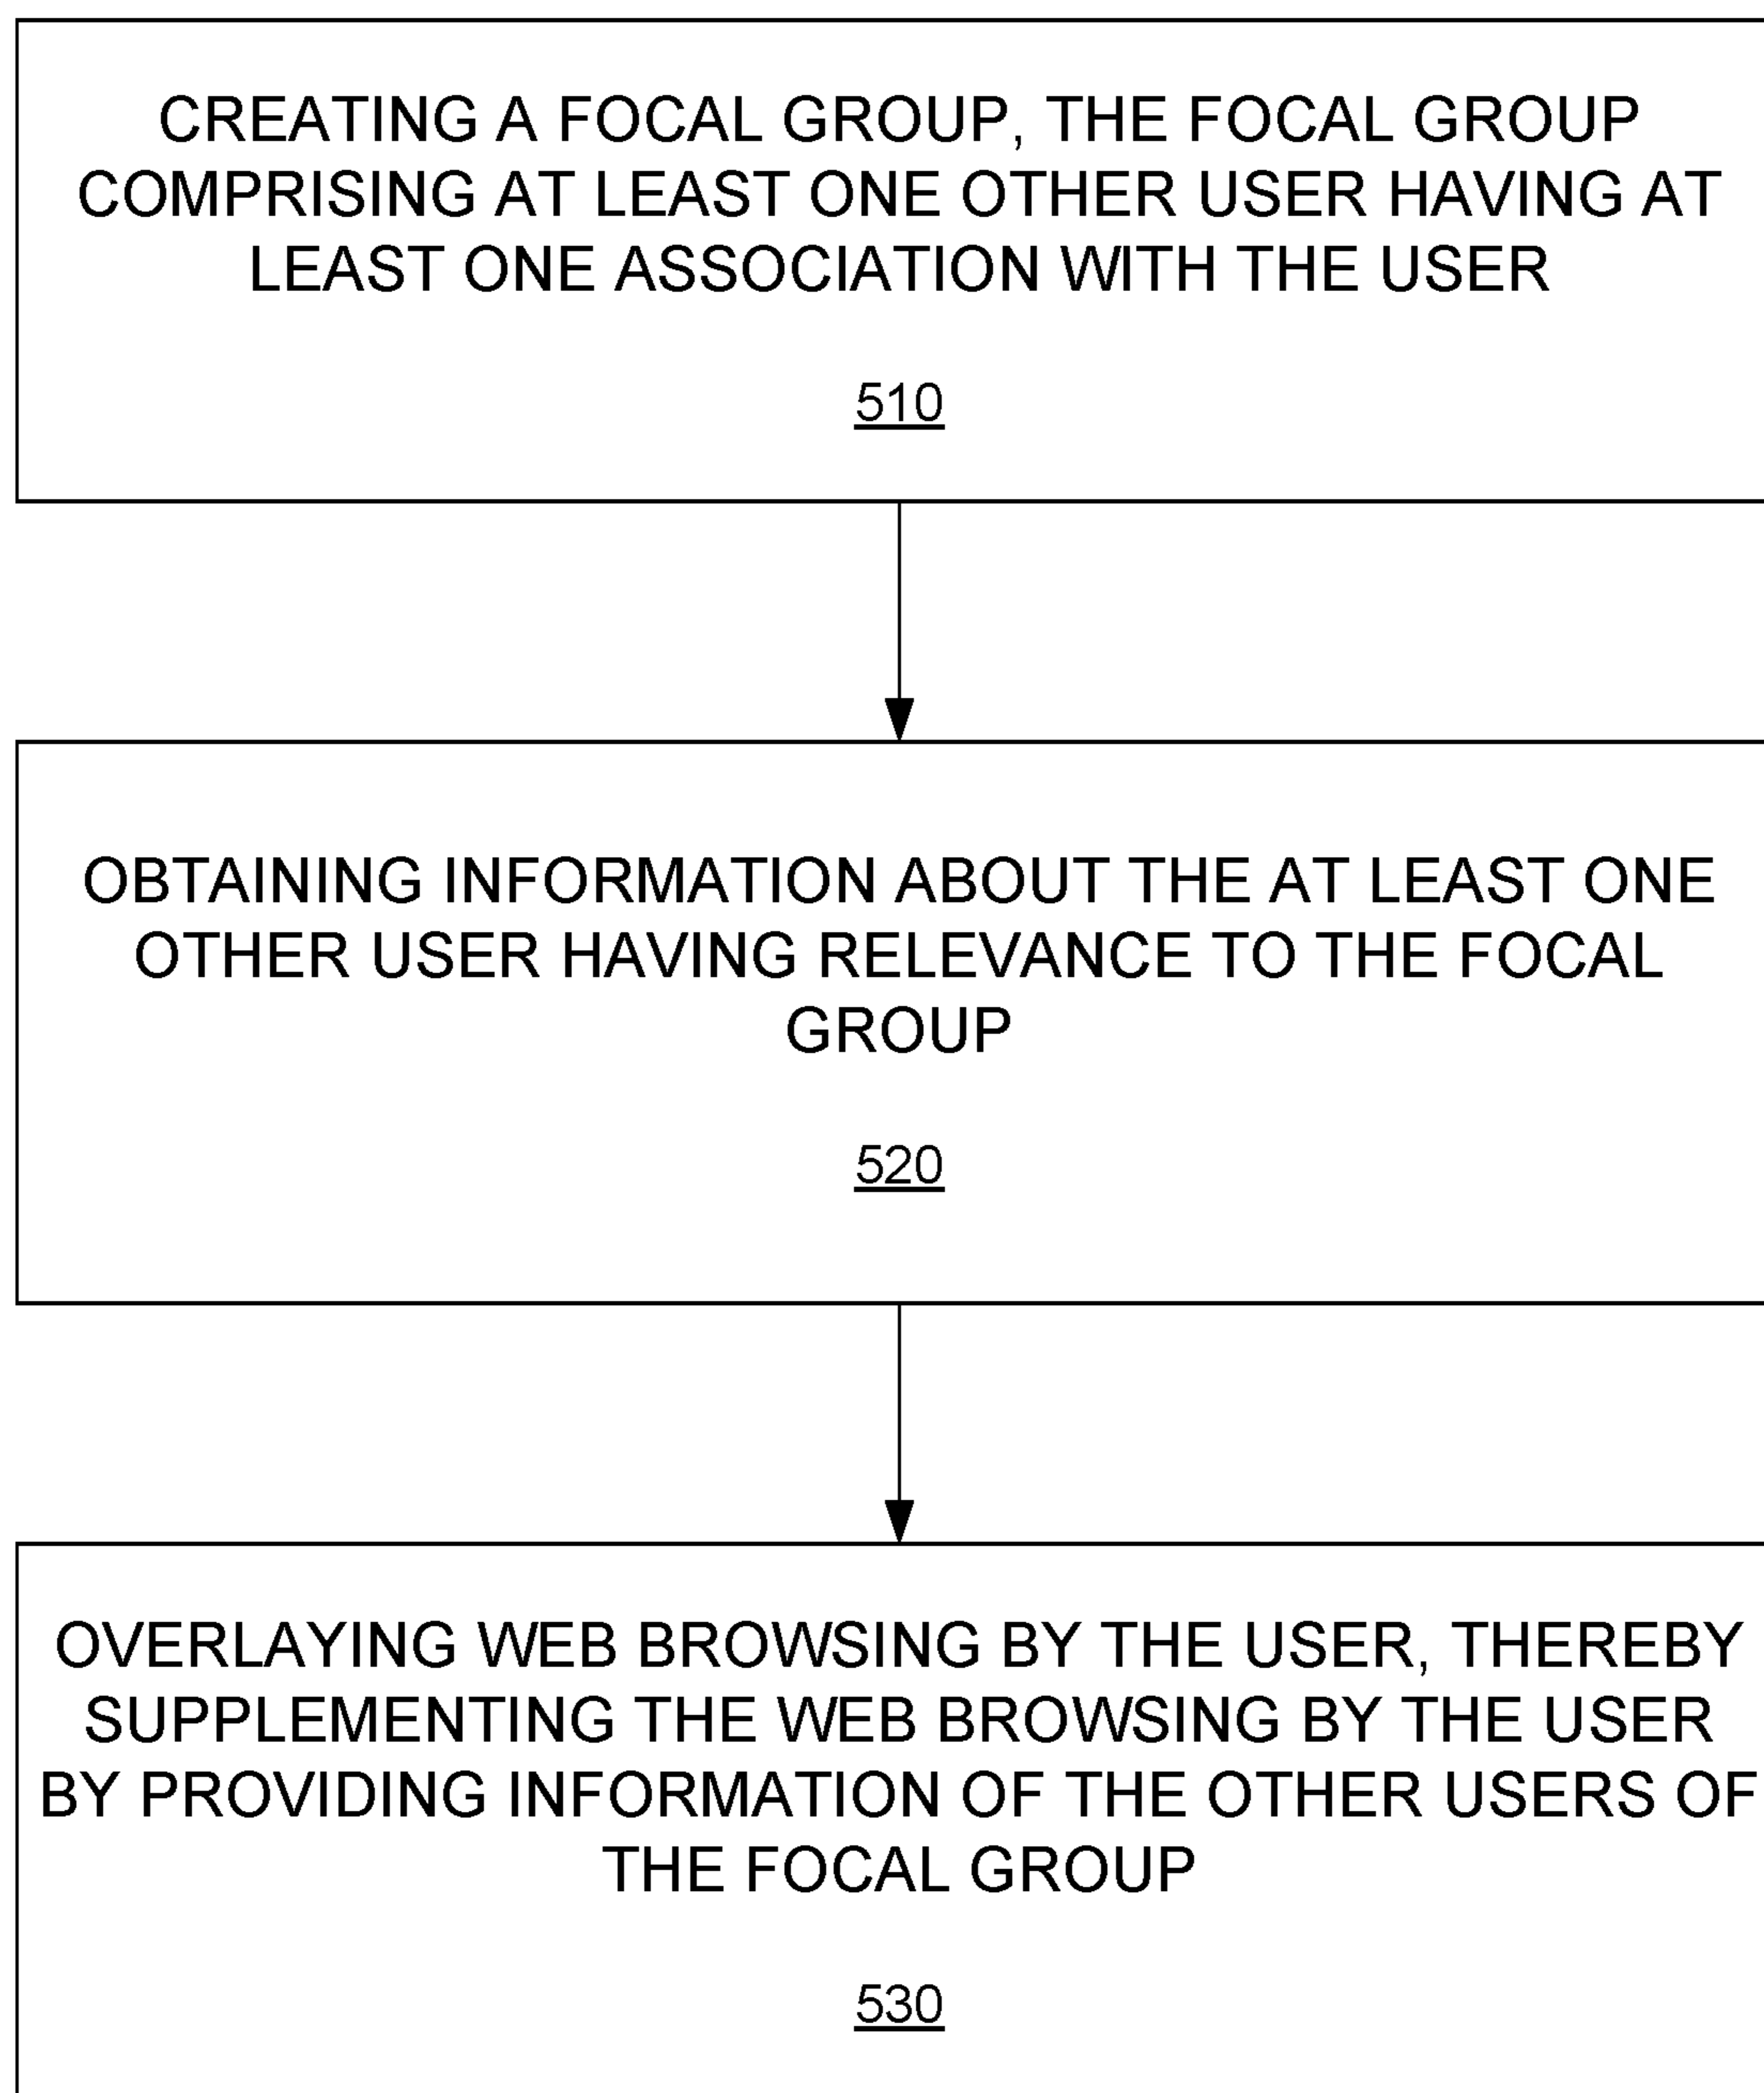 CREATING A FOCAL GROUP, THE FOCAL GROUP
COMPRISING AT LEAST ONE OTHER USER HAVING AT
LEAST ONE ASSOCIATION WITH THE USER
510
OBTAINING INFORMATION ABOUT THE AT LEAST ONE
OTHER USER HAVING RELEVANCE TO THE FOCAL
GROUP
520
OVERLAYING WEB BROWSING BY THE USER, THEREBY
SUPPLEMENTING THE WEB BROWSING BY THE USER
BY PROVIDING INFORMATION OF THE OTHER USERS OF
THE FOCAL GROUP
530